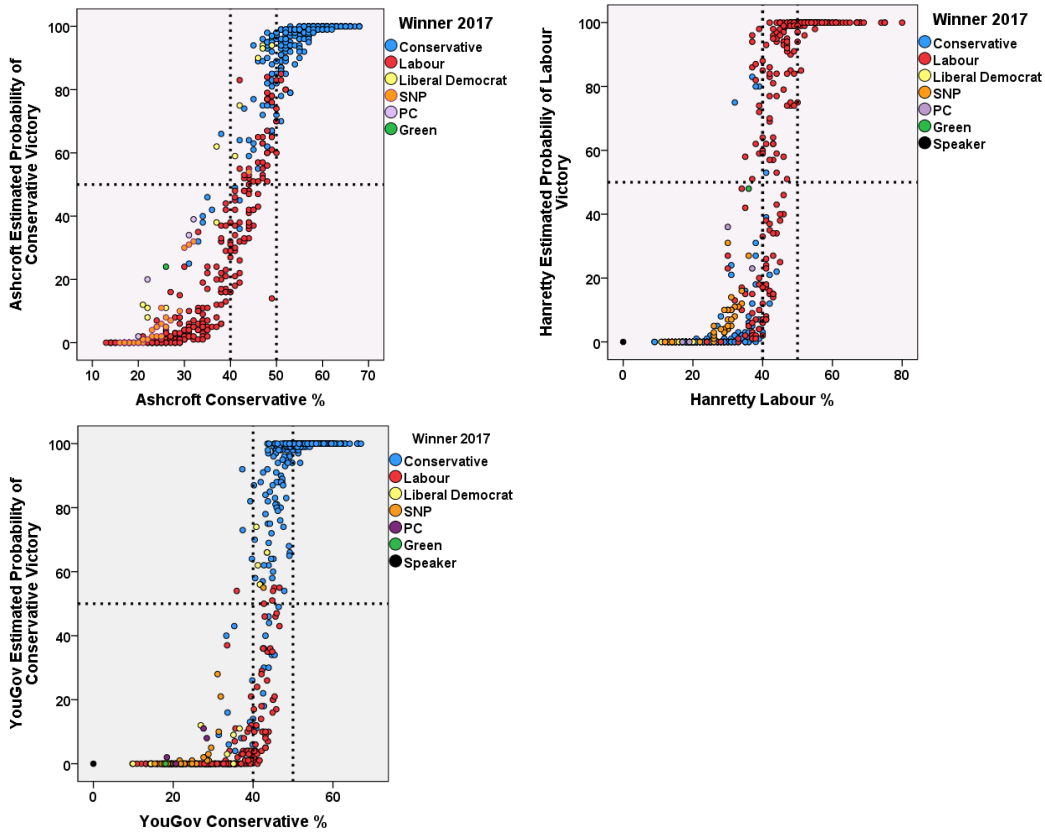 Ashcroft Estimated Probability of
Conservative Victory
100
80
60
40
20
0
10
20
30
40
50
60
70
Ashcroft Conservative %
Winner 2017
Conservative
Labour
Liberal Democrat
SNP
PC
Green
Hanretty Estimated Probability of Labour
Victory
100
80
60
40
20
0
0
20
40
60
80
Hanretty Labour %
Winner 2017
Conservative
Labour
Liberal Democrat
SNP
PC
Green
Speaker
YouGov Estimated Probability of
Conservative Victory
100
80
60
40
20
0
0
20
40
60
YouGov Conservative %
Winner 2017
Conservative
Labour
Liberal Democrat
SNP
PC
Green
Speaker